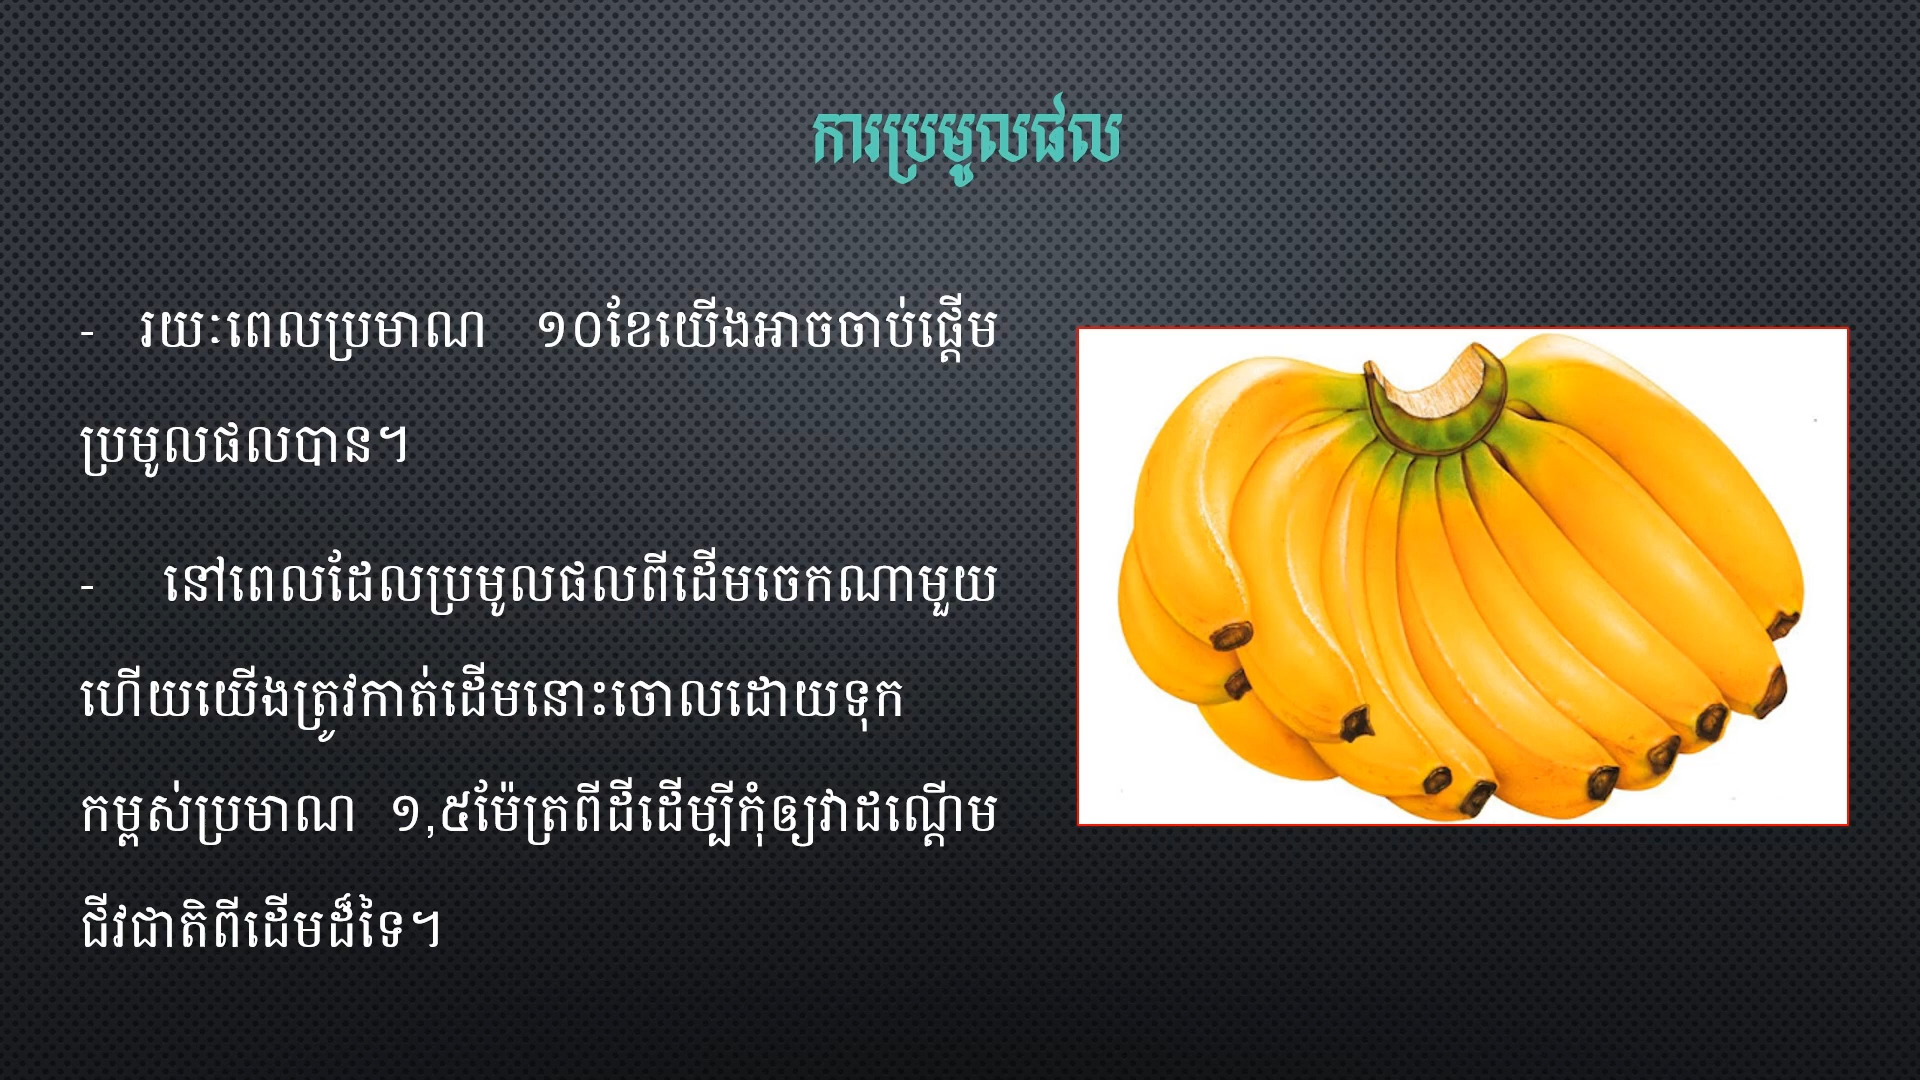 ការប្រមូលផល
- រយៈពេលប្រមាណ ១០ខែយើងអាចចាប់ផ្តើម
ប្រមូលផលបាន។
- នៅពេលដែលប្រមូលផលពីដើមចេកណាមួយ
ហើយយើងត្រូវកាត់ដើមនោះចោលដោយទុក
កម្ពស់ប្រមាណ ១,៥ម៉ែត្រពីដីដើម្បីកុំឲ្យវាដណ្តើម
ជីវជាតិពីដើមដ៏ទៃ។